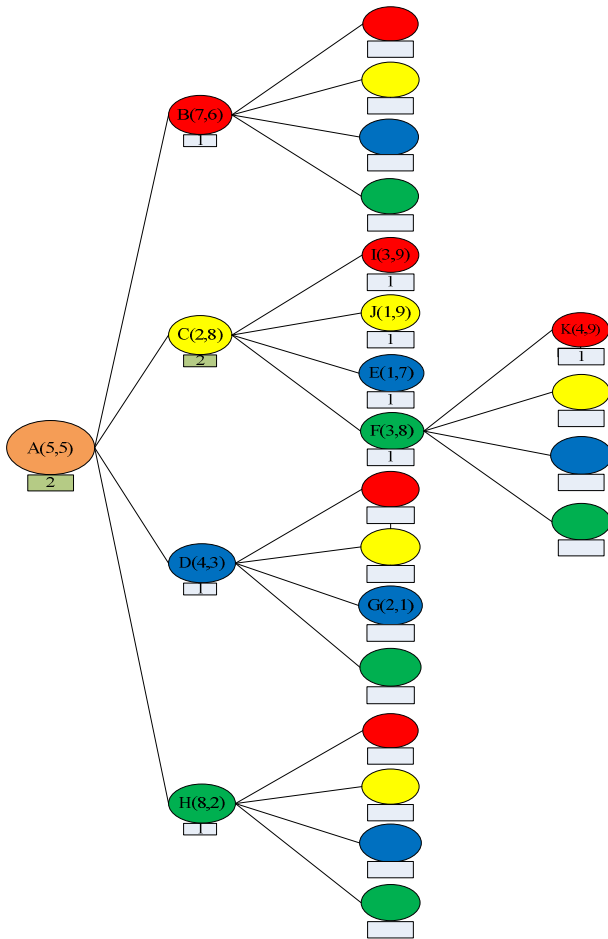 B(7,6)
1
I(3,9)
1
C(2,8)
2
J(1,9)
1
K(4,9)
1
E(1,7)
1
F(3,8)
1
A(5,5)
2
D(4,3)
1
G(2,1)
H(8,2)
1